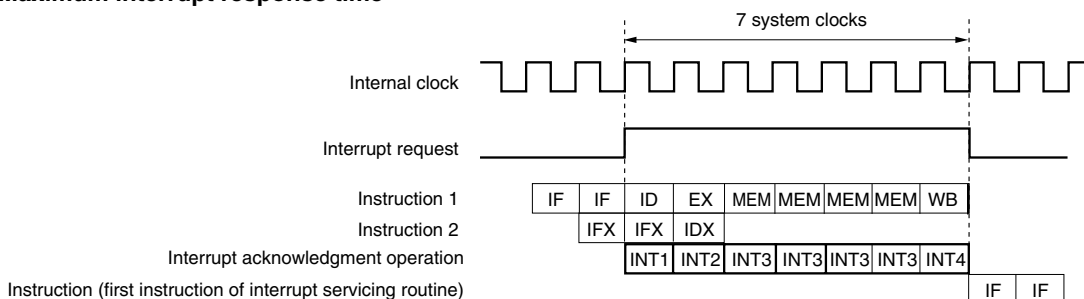 maximum interrupt response time
7 system clocks
Internal clock
Interrupt request
Instruction 1 IF IF ID EX MEM MEM MEM MEM WB
Instruction 2 IFX IFX IDX
Interrupt acknowledgment operation INT1 INT2 INT3 INT3 INT3 INT3 INT4
Instruction (first instruction of interrupt servicing routine) IF IF